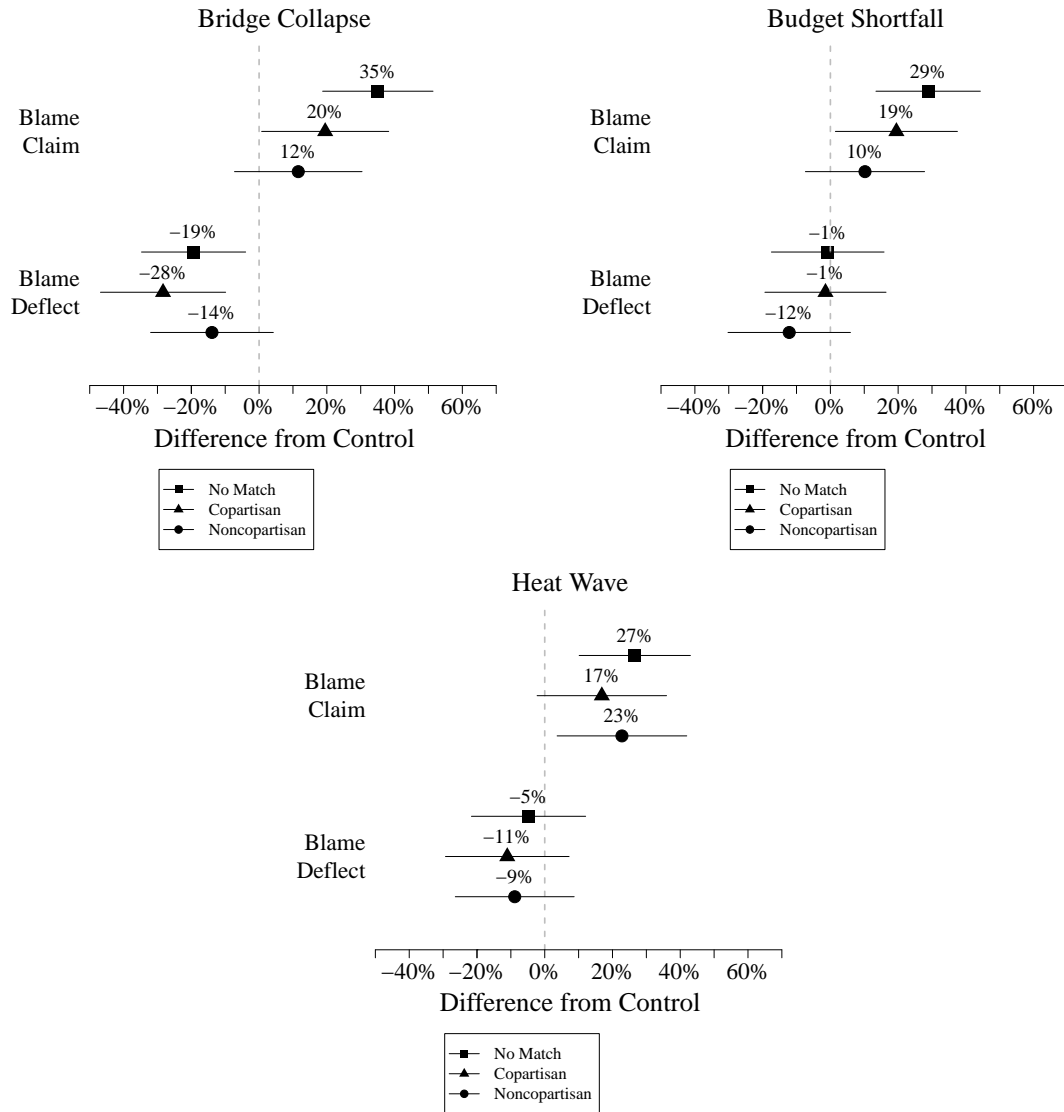 Bridge Collapse
35%
20%
12%
Blame
Claim
−19%
−28%
−14%
Blame
Deflect
−40% −20% 0% 20% 40% 60%
Difference from Control
No Match
Copartisan
Noncopartisan
Budget Shortfall
29%
19%
10%
Blame
Claim
−1%
−1%
−12%
Blame
Deflect
−40% −20% 0% 20% 40% 60%
Difference from Control
No Match
Copartisan
Noncopartisan
Heat Wave
27%
17%
23%
Blame
Claim
−5%
−11%
−9%
Blame
Deflect
−40% −20% 0% 20% 40% 60%
Difference from Control
No Match
Copartisan
Noncopartisan